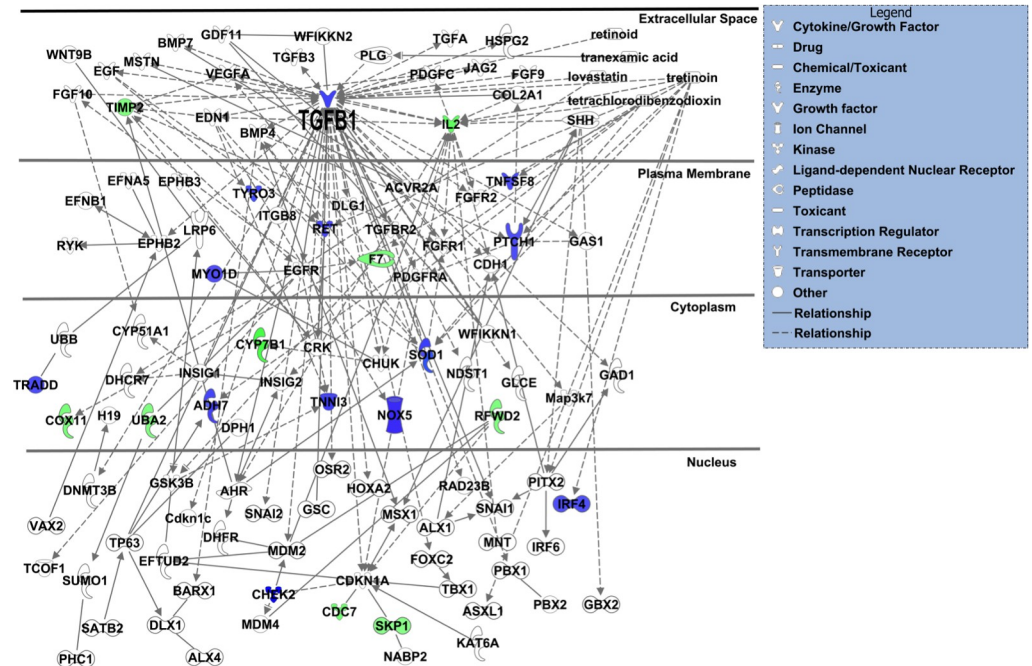 Extracellular Space
WNT9B
BMP7
GDF11
WFIKKN2
TGFA
HSPG2
retinoid
MSTN
TGFB3
PLG
tranexamic acid
EGF
VEGFA
PDGFC
JAG2
FGF9
lovastatin
tretinoin
FGF10
TIMP2
COL2A1
tetrachlorodibenzodioxin
EDN1
TGFB1
IL2
SHH
BMP4
Plasma Membrane
EFNA5
EPHB3
TYRO3
ACVR2A
TNFSF8
EFNB1
ITGB8
DLG1
FGFR2
LRP6
RET
TGFBR2
RYK
EPHB2
FGFR1
PTCH1
GAS1
F7
CDH1
MYO1D
EGFR
PDGFRA
Cytoplasm
UBB
CYP51A1
CYP7B1
CRK
CHUK
SOD1
WFIKKN1
TRADD
DHCR7
INSIG1
INSIG2
NDST1
GLCE
GAD1
COX11
H19
UBA2
ADH7
DPH1
TNNI3
NOX5
RFWD2
Map3k7
Nucleus
DNMT3B
GSK3B
AHR
OSR2
HOXA2
RAD23B
PITX2
VAX2
Cdkn1c
SNAI2
GSC
MSX1
ALX1
SNAI1
IRF4
TP63
DHFR
MDM2
MNT
IRF6
TCOF1
SUMO1
EFTUD2
FOXC2
PBX1
BARX1
CHEK2
CDKN1A
TBX1
SATB2
DLX1
MDM4
CDC7
SKP1
ASXL1
PBX2
GBX2
PHC1
ALX4
NABP2
KAT6A
Legend
Cytokine/Growth Factor
Drug
Chemical/Toxicant
Enzyme
Growth factor
Ion Channel
Kinase
Ligand-dependent Nuclear Receptor
Peptidase
Toxicant
Transcription Regulator
Transmembrane Receptor
Transporter
Other
Relationship
Relationship